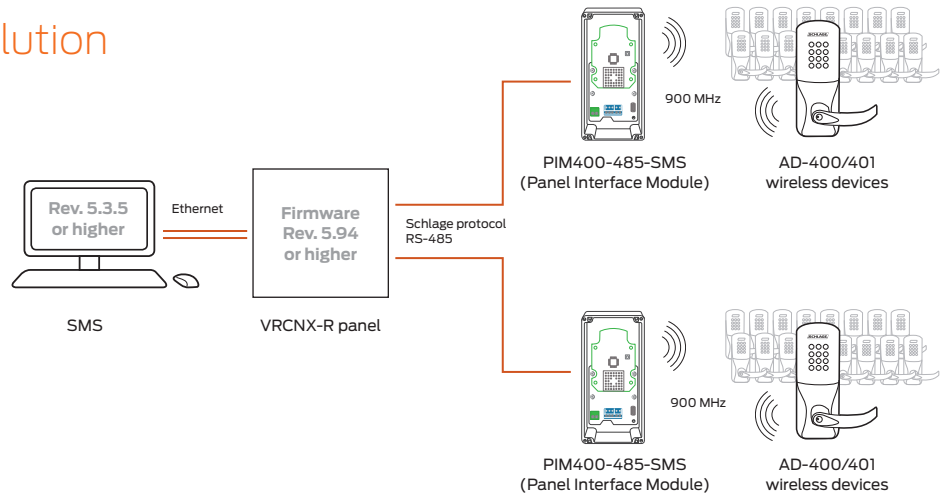 lution
900 MHz
SCHLAGE
PIM400-485-SMS
(Panel Interface Module)
AD-400/401
wireless devices
Rev. 5.3.5
or higher
Ethernet
Firmware
Rev. 5.94
or higher
Schlage protocol
RS-485
SMS
VRCNX-R panel
900 MHz
SCHLAGE
PIM400-485-SMS
(Panel Interface Module)
AD-400/401
wireless devices